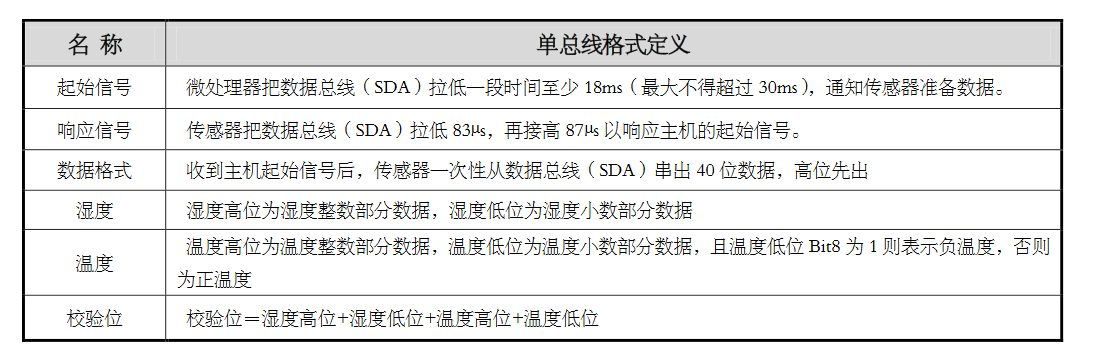 名 称 单总线格式定义
起始信号 微处理器把数据总线（SDA）拉低一段时间至少 18ms（最大不得超过 30ms），通知传感器准备数据。
响应信号 传感器把数据总线（SDA）拉低 83µs，再接高 87µs 以响应主机的起始信号。
数据格式 收到主机起始信号后，传感器一次性从数据总线（SDA）串出 40 位数据，高位先出
湿度 湿度高位为湿度整数部分数据，湿度低位为湿度小数部分数据
温度 温度高位为温度整数部分数据，温度低位为温度小数部分数据，且温度低位 Bit8 为 1 则表示负温度，否则
为正温度
校验位 校验位＝湿度高位+湿度低位+温度高位+温度低位